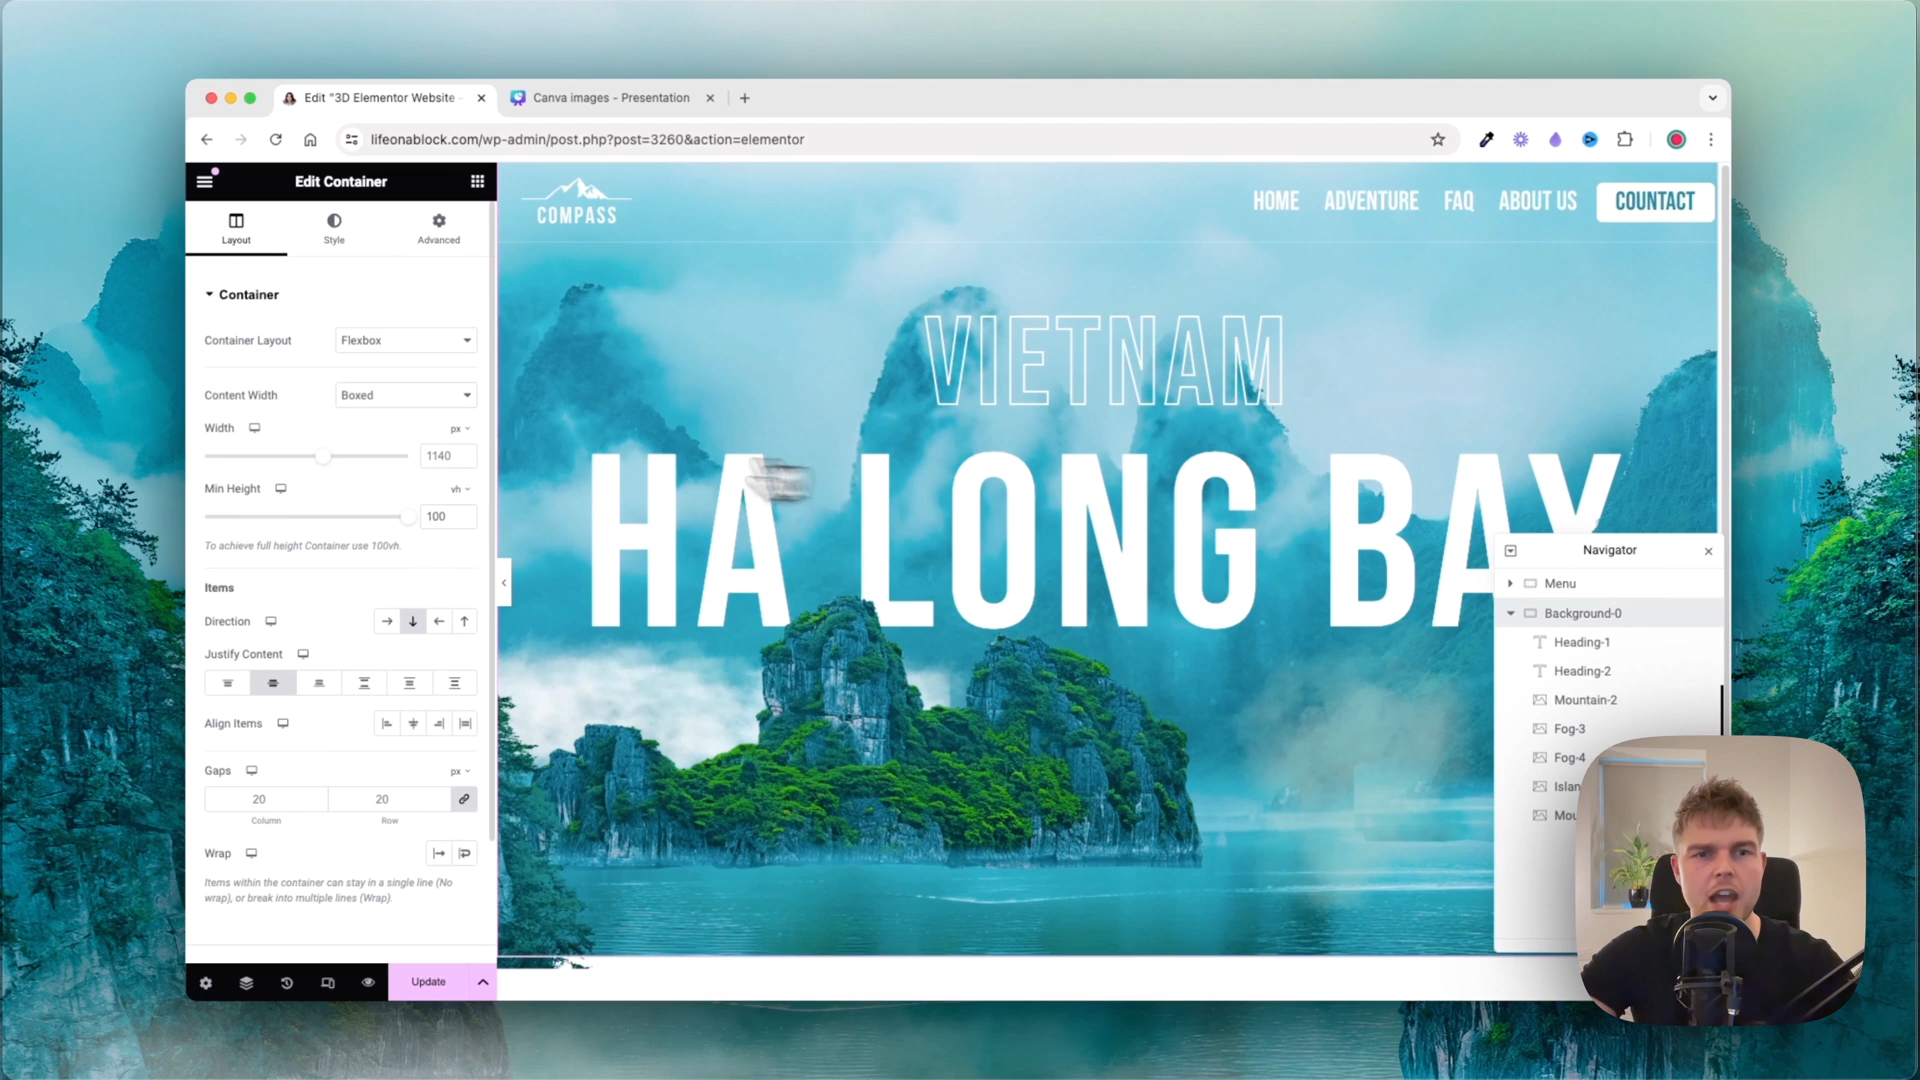 Edit "3D Elementor Website -
Canva images - Presentation
lifeonablock.com/wp-admin/post.php?post=3260&action=elementor
Edit Container
Layout
Style
Advanced
Container
Container Layout
Flexbox
Content Width
Boxed
Width
px
1140
Min Height
vh
100
To achieve full height Container use 100vh.
Items
Direction
Justify Content
Align Items
Gaps
px
20
20
Column
Row
Wrap
Items within the container can stay in a single line (No
wrap), or break into multiple lines (Wrap).
Update
COMPASS
HOME
ADVENTURE
FAQ
ABOUT US
COUNTACT
VIETNAM
HA LONG BAY
Navigator
Menu
Background-0
Heading-1
Heading-2
Mountain-2
Fog-3
Fog-4
Islan
Mou